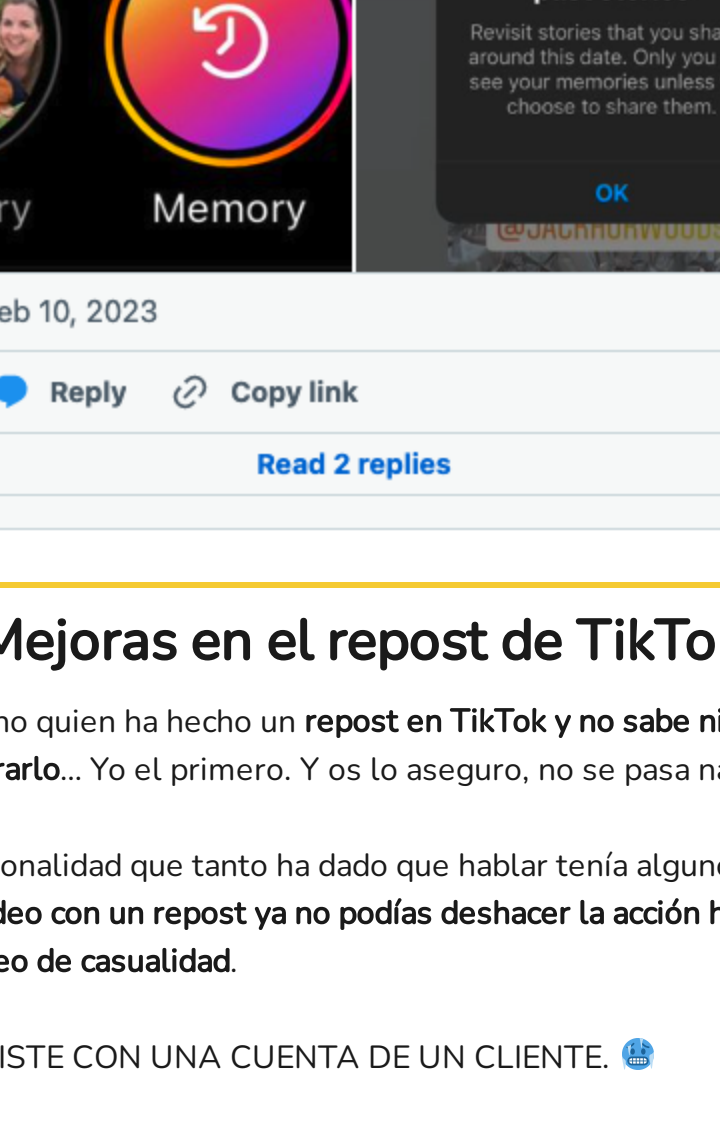 Revisit stories that you sha
around this date. Only you
see your memories unless
choose to share them.
OK
ry
Memory
@JACKHORWOODS
eb 10, 2023
Reply
Copy link
Read 2 replies
Mejoras en el repost de TikTo
no quien ha hecho un repost en TikTok y no sabe ni
rarlo... Yo el primero. Y os lo aseguro, no se pasa na
onalidad que tanto ha dado que hablar tenía alguno
deo con un repost ya no podías deshacer la acción h
eo de casualidad.
ISTE CON UNA CUENTA DE UN CLIENTE. 🥶